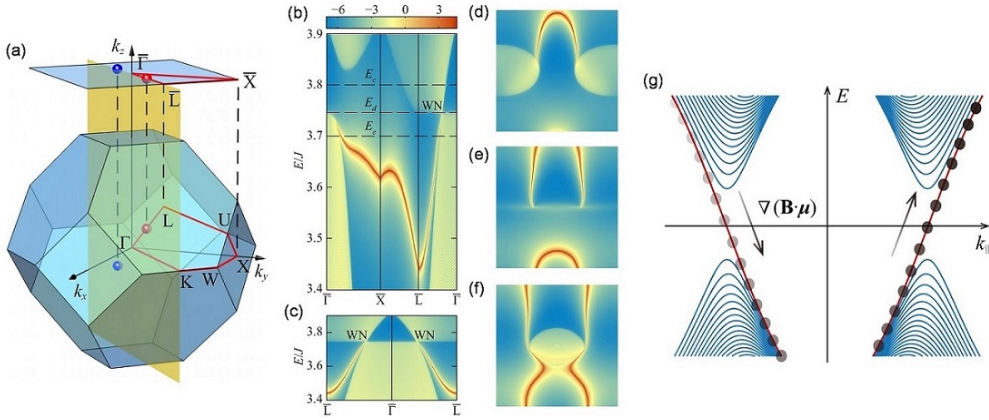 (a)
k_z
Γ̅
X̅
L̅
L
U
Γ
X
k_y
K
W
k_x
(b)
-6 -3 0 3
3.9
3.8
3.7
3.6
3.5
3.4
E/J
E_c
E_d
WN
E_e
Γ̅ X̅ L̅ Γ̅
(c)
3.8
3.6
3.4
E/J
WN WN
L̅ Γ̅ L̅
(d)
(e)
(f)
(g)
E
∇(B·μ)
k_||